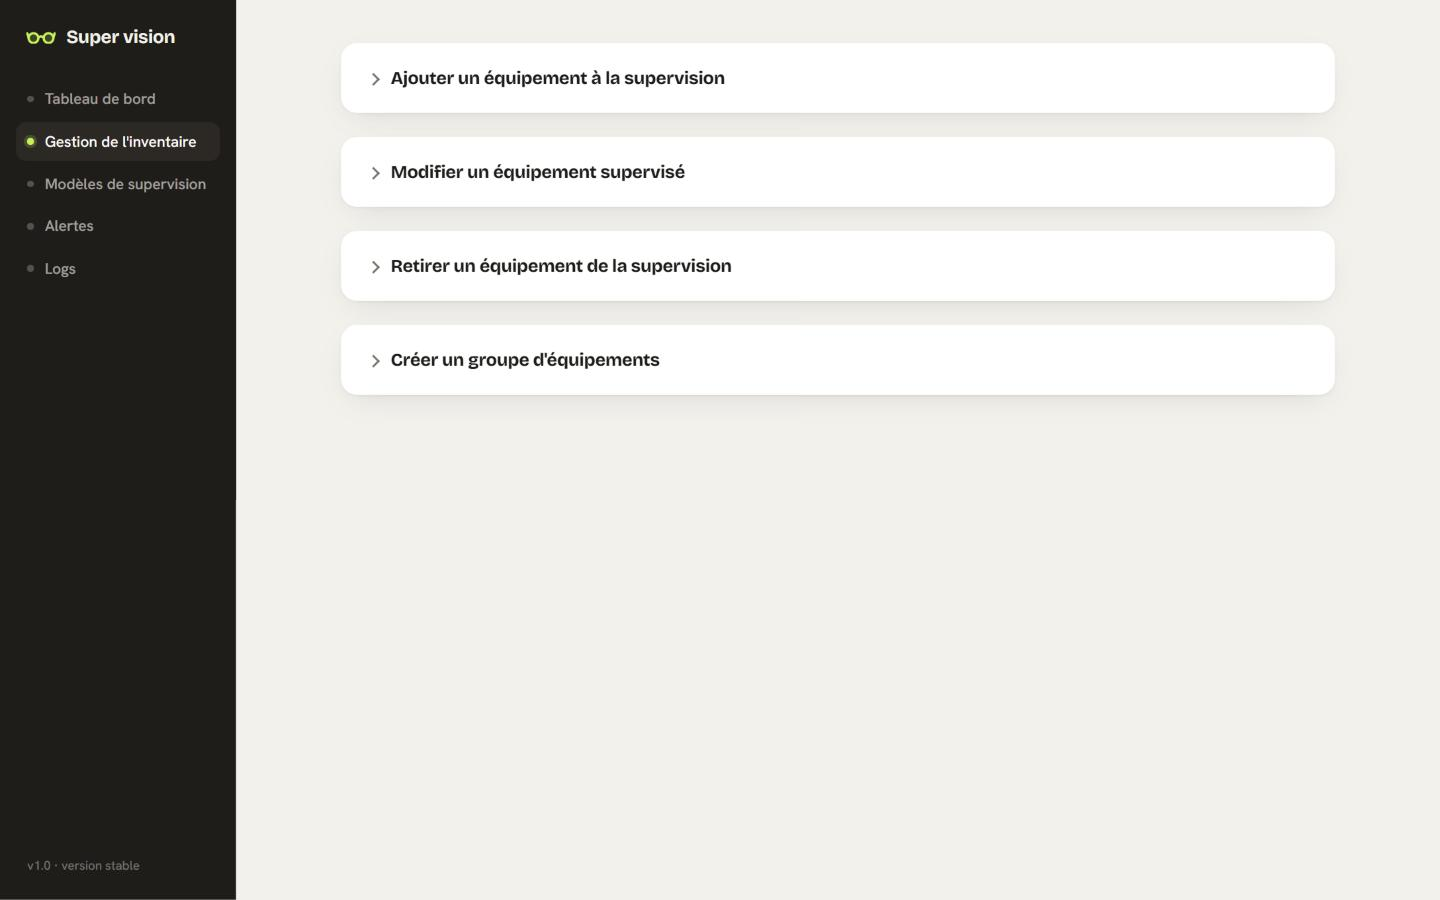 Super vision
Tableau de bord
Gestion de l'inventaire
Modèles de supervision
Alertes
Logs
v1.0 · version stable
Ajouter un équipement à la supervision
Modifier un équipement supervisé
Retirer un équipement de la supervision
Créer un groupe d'équipements